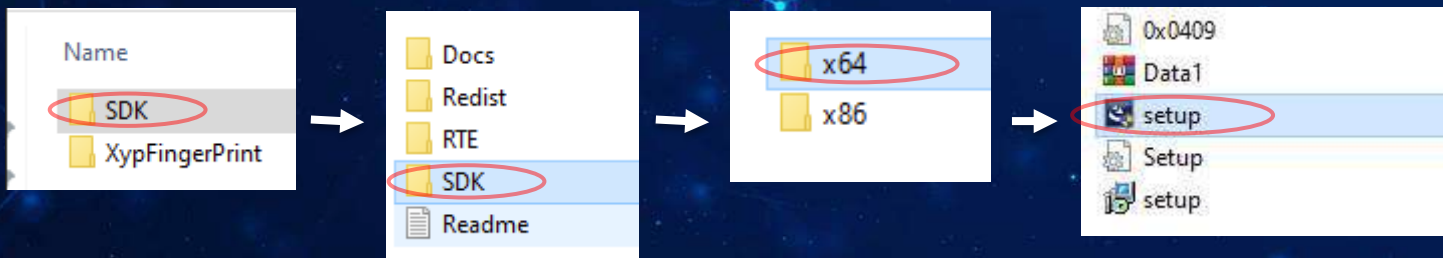 Name
SDK
XypFingerPrint
Docs
Redist
RTE
SDK
Readme
x64
x86
0x0409
Data1
setup
Setup
setup